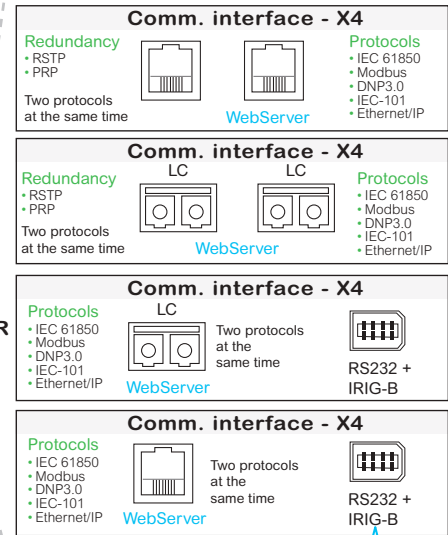 Comm. interface - X4
Redundancy
• RSTP
• PRP
Two protocols
at the same time
WebServer
Protocols
• IEC 61850
• Modbus
• DNP3.0
• IEC-101
• Ethernet/IP
Comm. interface - X4
Redundancy
• RSTP
• PRP
Two protocols
at the same time
LC
LC
WebServer
Protocols
• IEC 61850
• Modbus
• DNP3.0
• IEC-101
• Ethernet/IP
R
Comm. interface - X4
Protocols
• IEC 61850
• Modbus
• DNP3.0
• IEC-101
• Ethernet/IP
LC
WebServer
Two protocols
at the
same time
RS232 +
IRIG-B
Comm. interface - X4
Protocols
• IEC 61850
• Modbus
• DNP3.0
• IEC-101
• Ethernet/IP
WebServer
Two protocols
at the
same time
RS232 +
IRIG-B